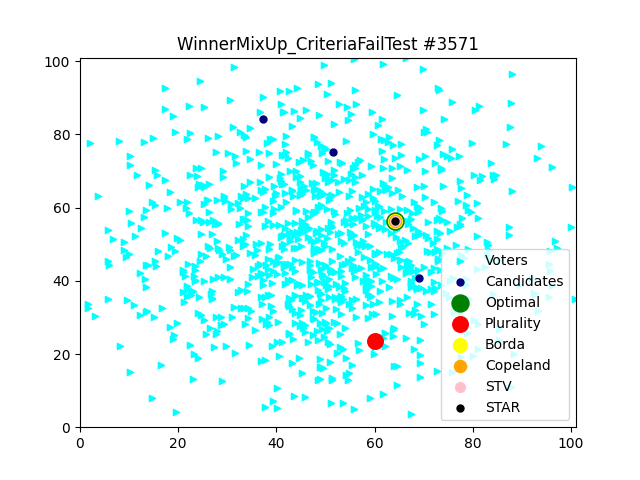 WinnerMixUp_CriteriaFailTest #3571
100
80
60
40
20
0
0 20 40 60 80 100
Voters
Candidates
Optimal
Plurality
Borda
Copeland
STV
STAR